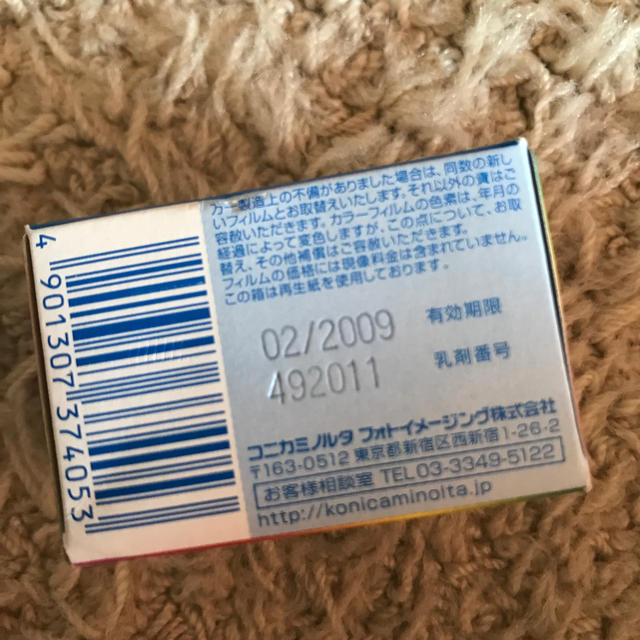 カー製造上の不備がありました場合は、同数の新し
いフィルムとお取替えいたします。それ以外の責はご
容赦いただきます。カラーフィルムの色素は、年月の
経過によって変色しますが、この点について、お取
替え、その他補償はご容赦いただきます。
フィルムの価格には現像料金は含まれていません。
この箱は再生紙を使用しております。
02/2009 有効期限
492011 乳剤番号
コニカミノルタ フォトイメージング株式会社
〒163-0512 東京都新宿区西新宿1-26-2
お客様相談室 TEL 03-3349-5122
http://konicaminolta.jp
4 901307 374053